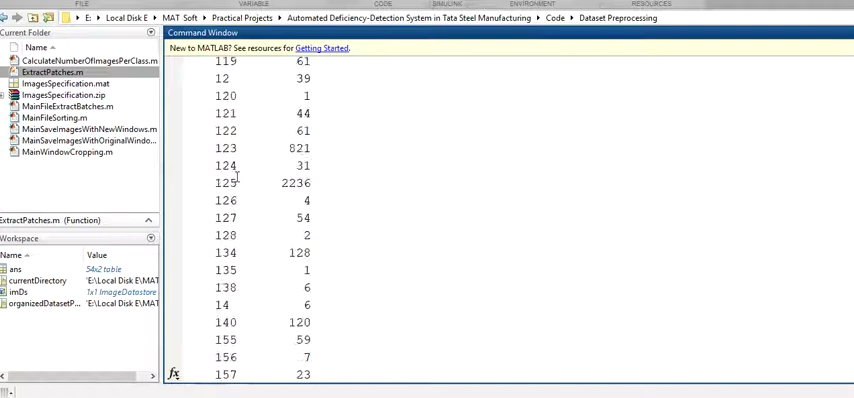 FILE VARIABLE CODE SIMULINK ENVIRONMENT RESOURCES
E: ▸ Local Disk E ▸ MAT Soft ▸ Practical Projects ▸ Automated Deficiency-Detection System in Tata Steel Manufacturing ▸ Code ▸ Dataset Preprocessing
Current Folder
Name
CalculateNumberOfImagesPerClass.m
ExtractPatches.m
ImagesSpecification.mat
ImagesSpecification.zip
MainFileExtractBatches.m
MainFileSorting.m
MainSaveImagesWithNewWindows.m
MainSaveImagesWithOriginalWindo...
MainWindowCropping.m
ExtractPatches.m (Function)
Workspace
Name Value
ans 54x2 table
currentDirectory 'E:\Local Disk E\MAT
imDs 1x1 ImageDatastore
organizedDatasetP... 'E:\Local Disk E\MAT
Command Window
New to MATLAB? See resources for Getting Started.
119 61
12 39
120 1
121 44
122 61
123 821
124 31
125 2236
126 4
127 54
128 2
134 128
135 1
138 6
14 6
140 120
155 59
156 7
157 23
fx